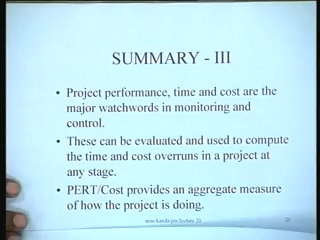 SUMMARY - III
• Project performance, time and cost are the
major watchwords in monitoring and
control.
• These can be evaluated and used to compute
the time and cost overruns in a project at
any stage.
• PERT/Cost provides an aggregate measure
of how the project is doing.